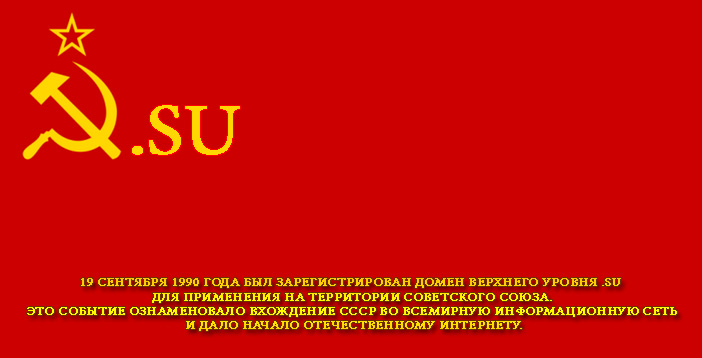 .SU
19 СЕНТЯБРЯ 1990 ГОДА БЫЛ ЗАРЕГИСТРИРОВАН ДОМЕН ВЕРХНЕГО УРОВНЯ .SU
ДЛЯ ПРИМЕНЕНИЯ НА ТЕРРИТОРИИ СОВЕТСКОГО СОЮЗА.
ЭТО СОБЫТИЕ ОЗНАМЕНОВАЛО ВХОЖДЕНИЕ СССР ВО ВСЕМИРНУЮ ИНФОРМАЦИОННУЮ СЕТЬ
И ДАЛО НАЧАЛО ОТЕЧЕСТВЕННОМУ ИНТЕРНЕТУ.